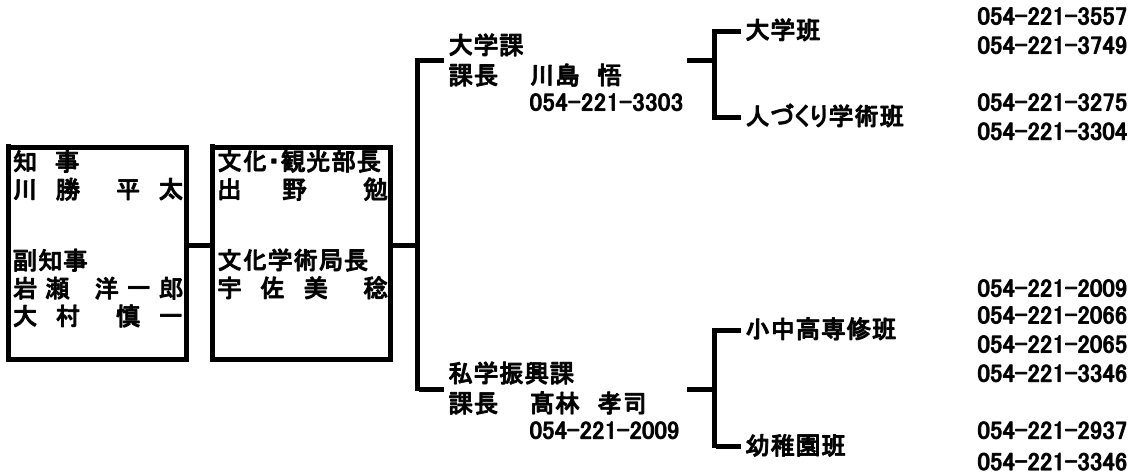 知事
川勝 平太
副知事
岩瀬 洋一郎
大村 慎一
文化・観光部長
出野 勉
文化学術局長
宇佐美 稔
大学課
課長 川島 悟
054-221-3303
大学班
054-221-3557
054-221-3749
人づくり学術班
054-221-3275
054-221-3304
私学振興課
課長 髙林 孝司
054-221-2009
小中高専修班
054-221-2009
054-221-2066
054-221-2065
054-221-3346
幼稚園班
054-221-2937
054-221-3346